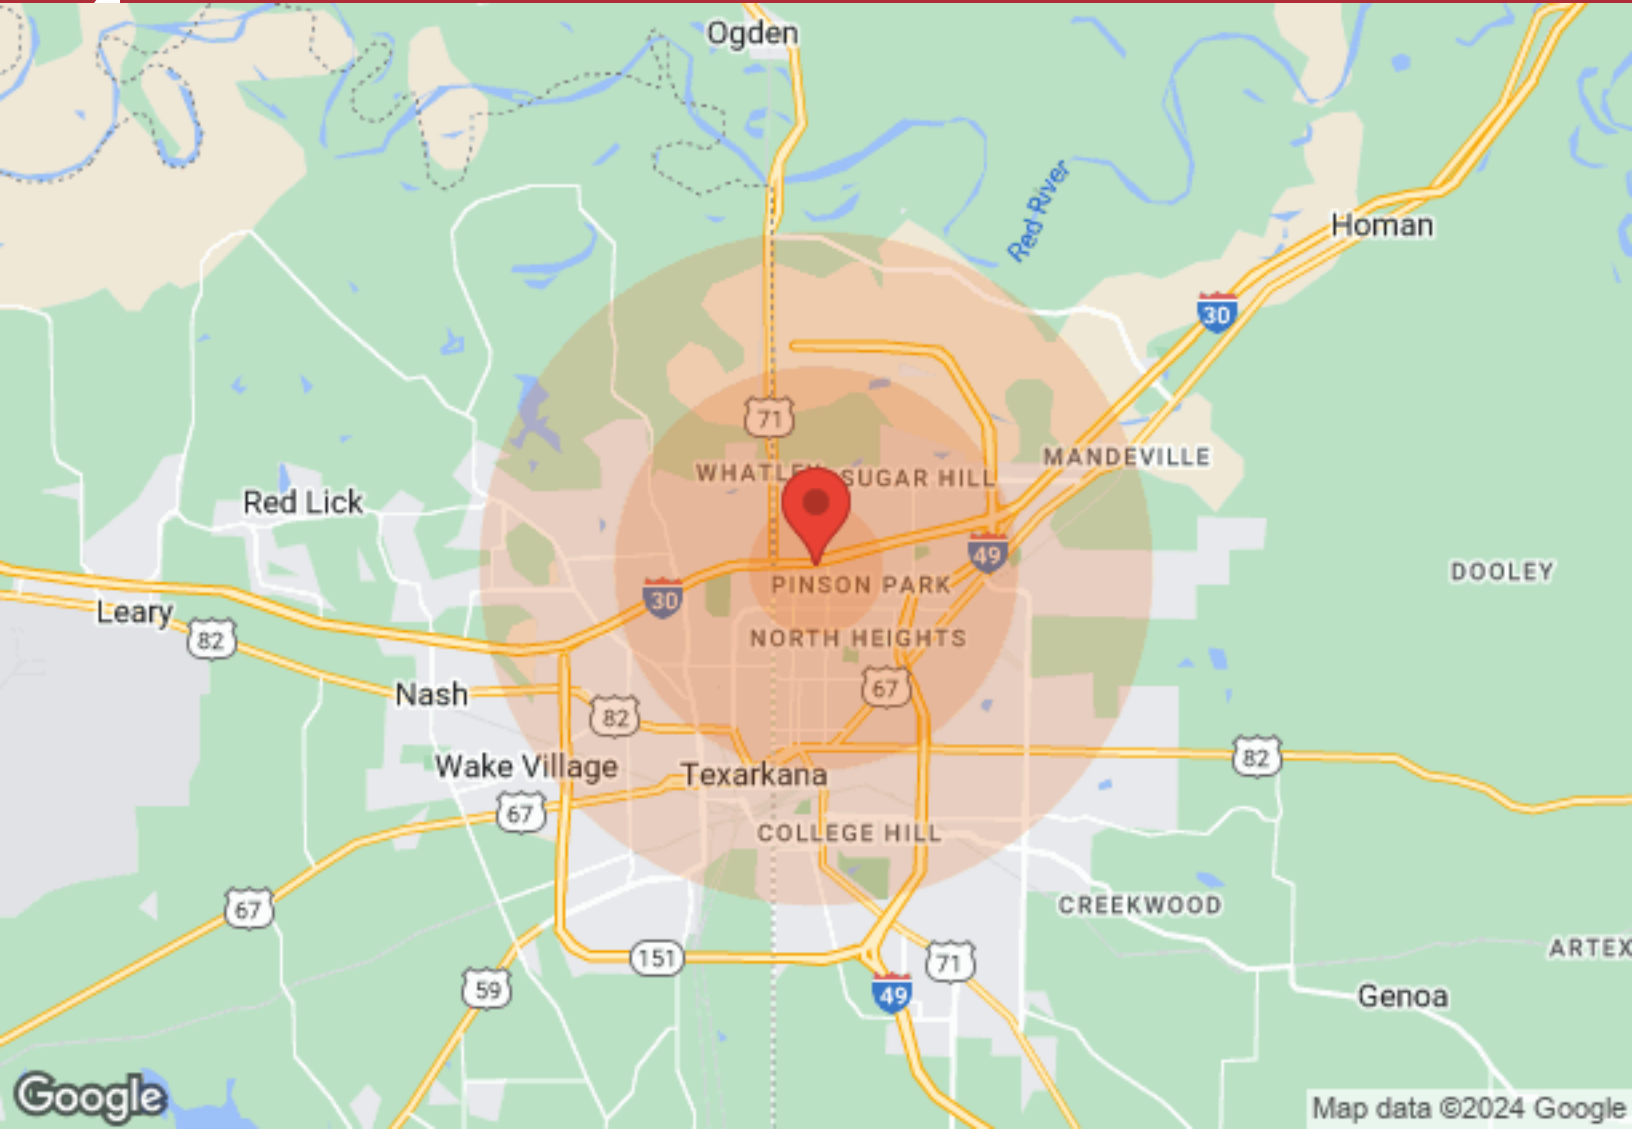 Ogden
Red River
Homan
30
71
WHATLEY
SUGAR HILL
MANDEVILLE
Red Lick
49
DOOLEY
PINSON PARK
30
Leary
82
NORTH HEIGHTS
Nash
67
82
82
Wake Village
Texarkana
67
COLLEGE HILL
67
CREEKWOOD
ARTEX
151
71
59
49
Genoa
Google
Map data ©2024 Google